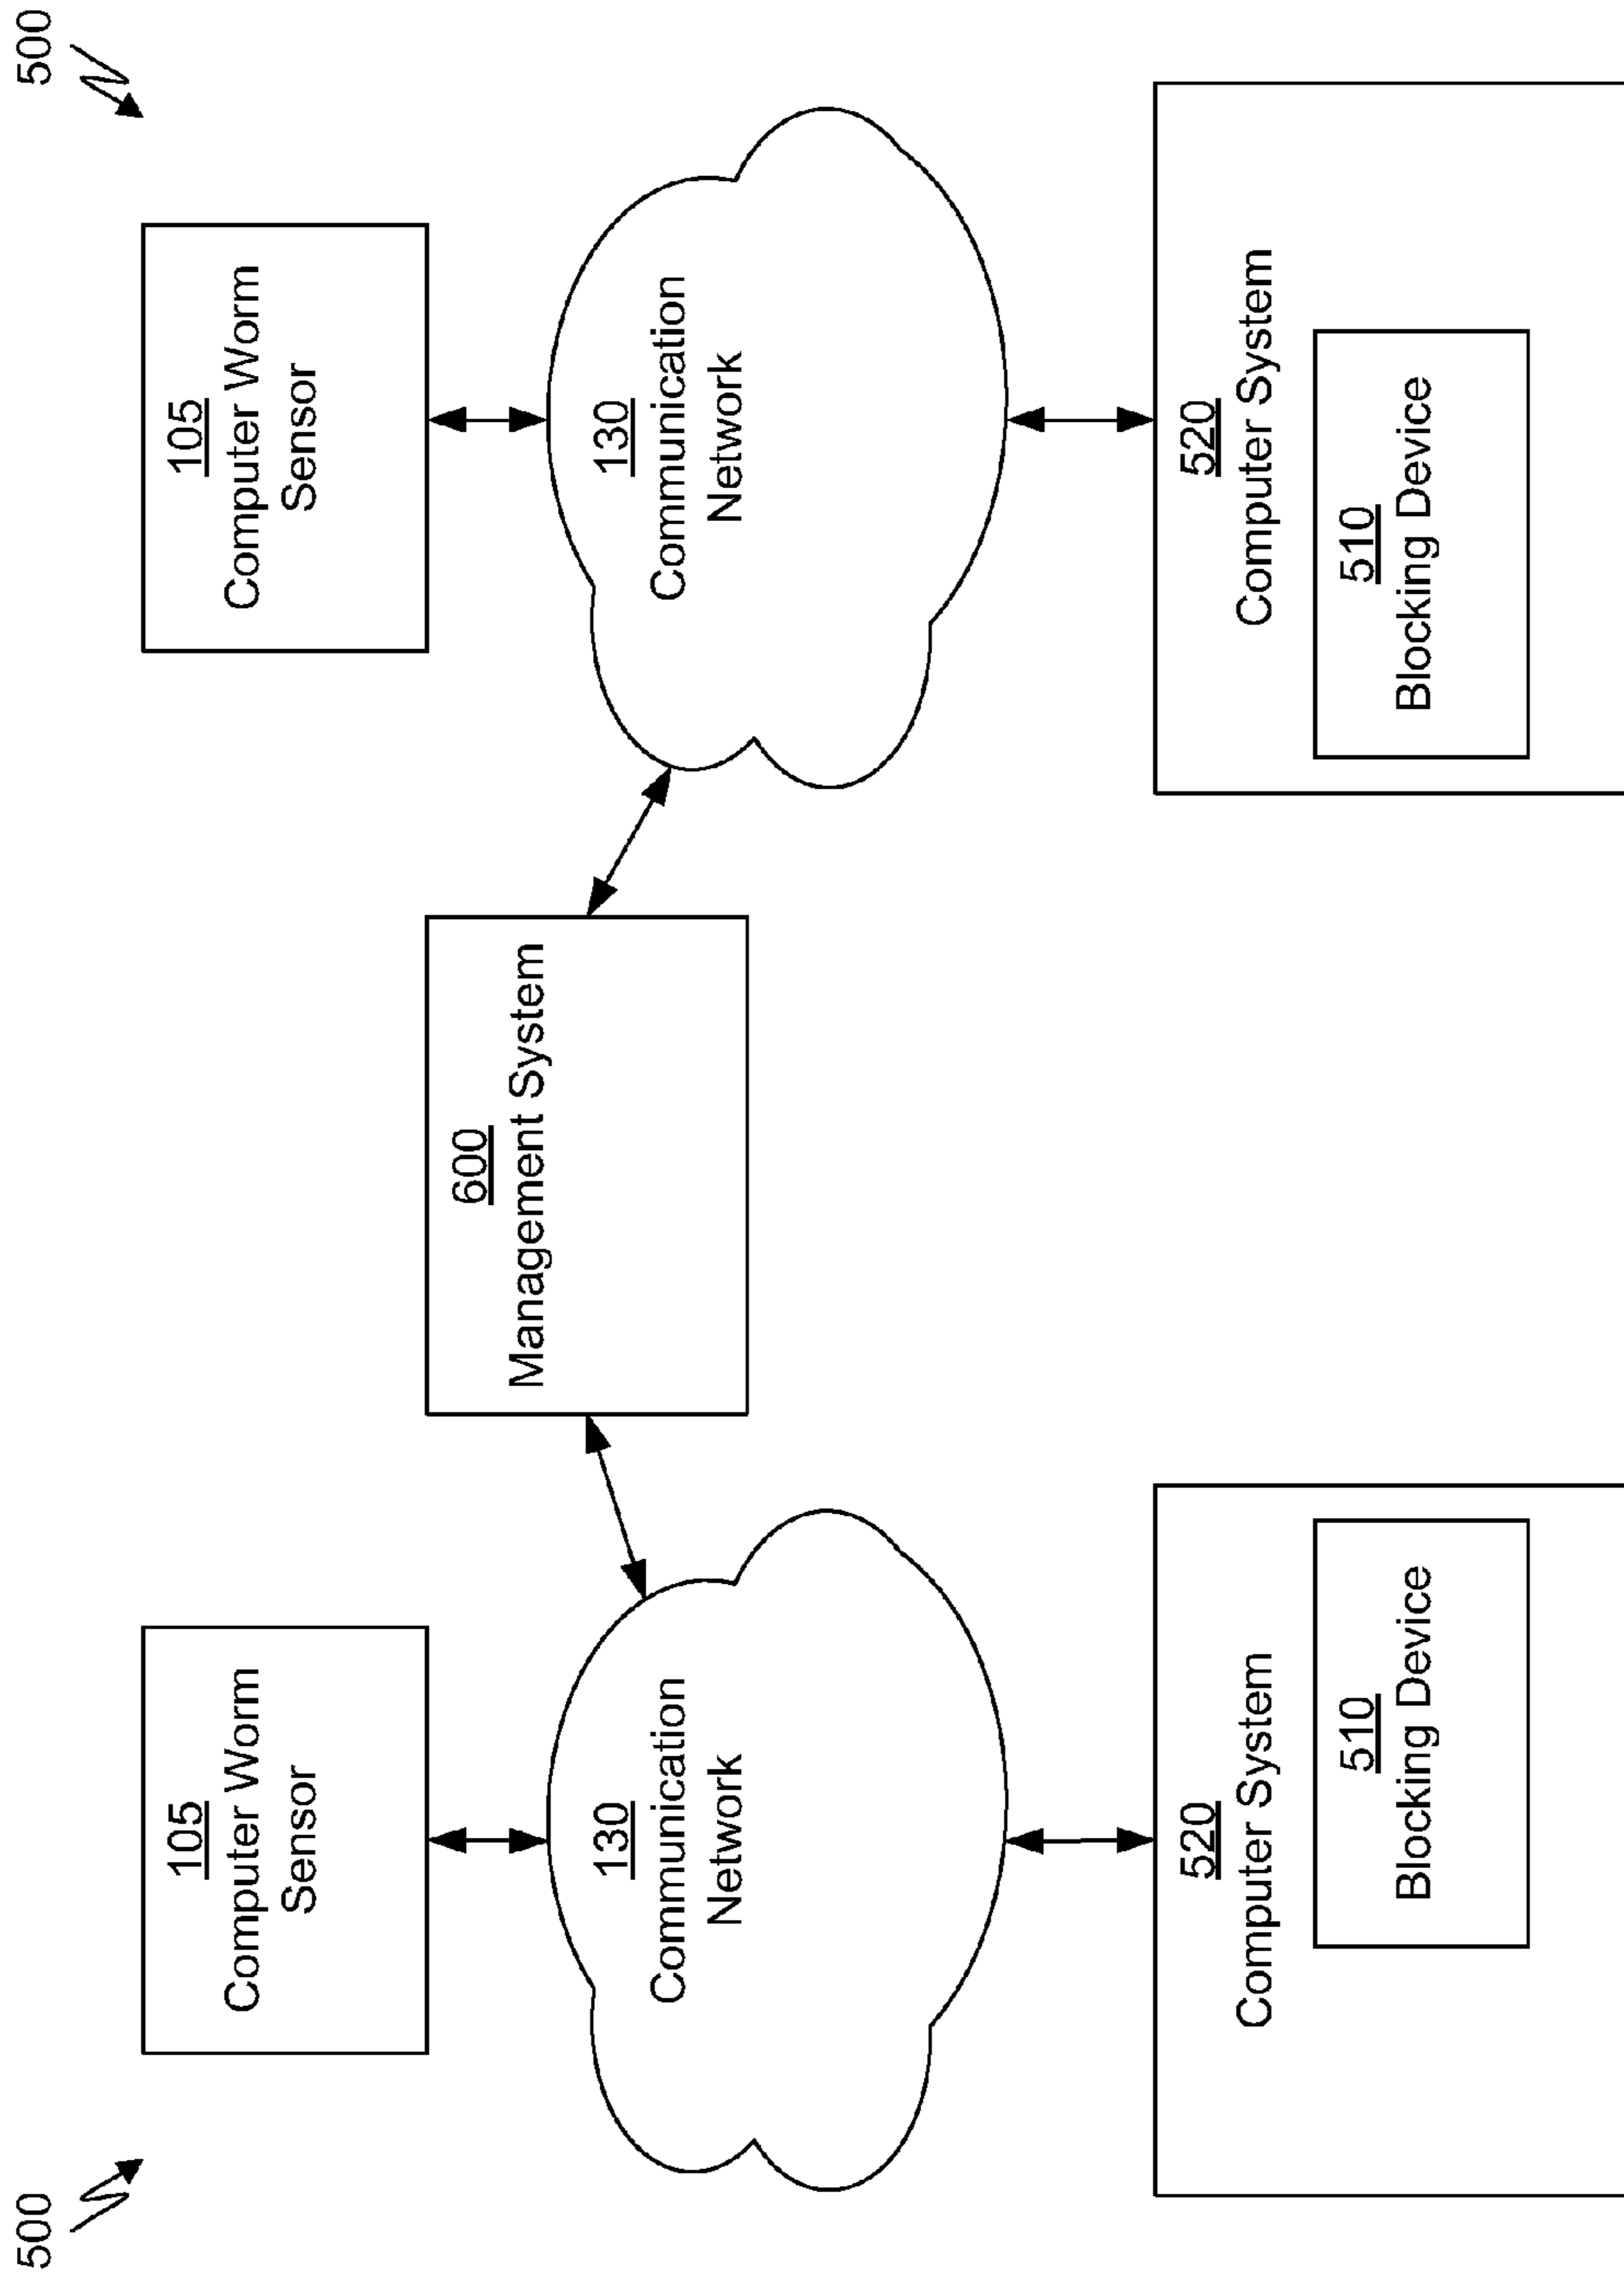 500
500
105
Computer Worm
Sensor
105
Computer Worm
Sensor
600
Management System
130
Communication
Network
130
Communication
Network
520
Computer System
510
Blocking Device
520
Computer System
510
Blocking Device